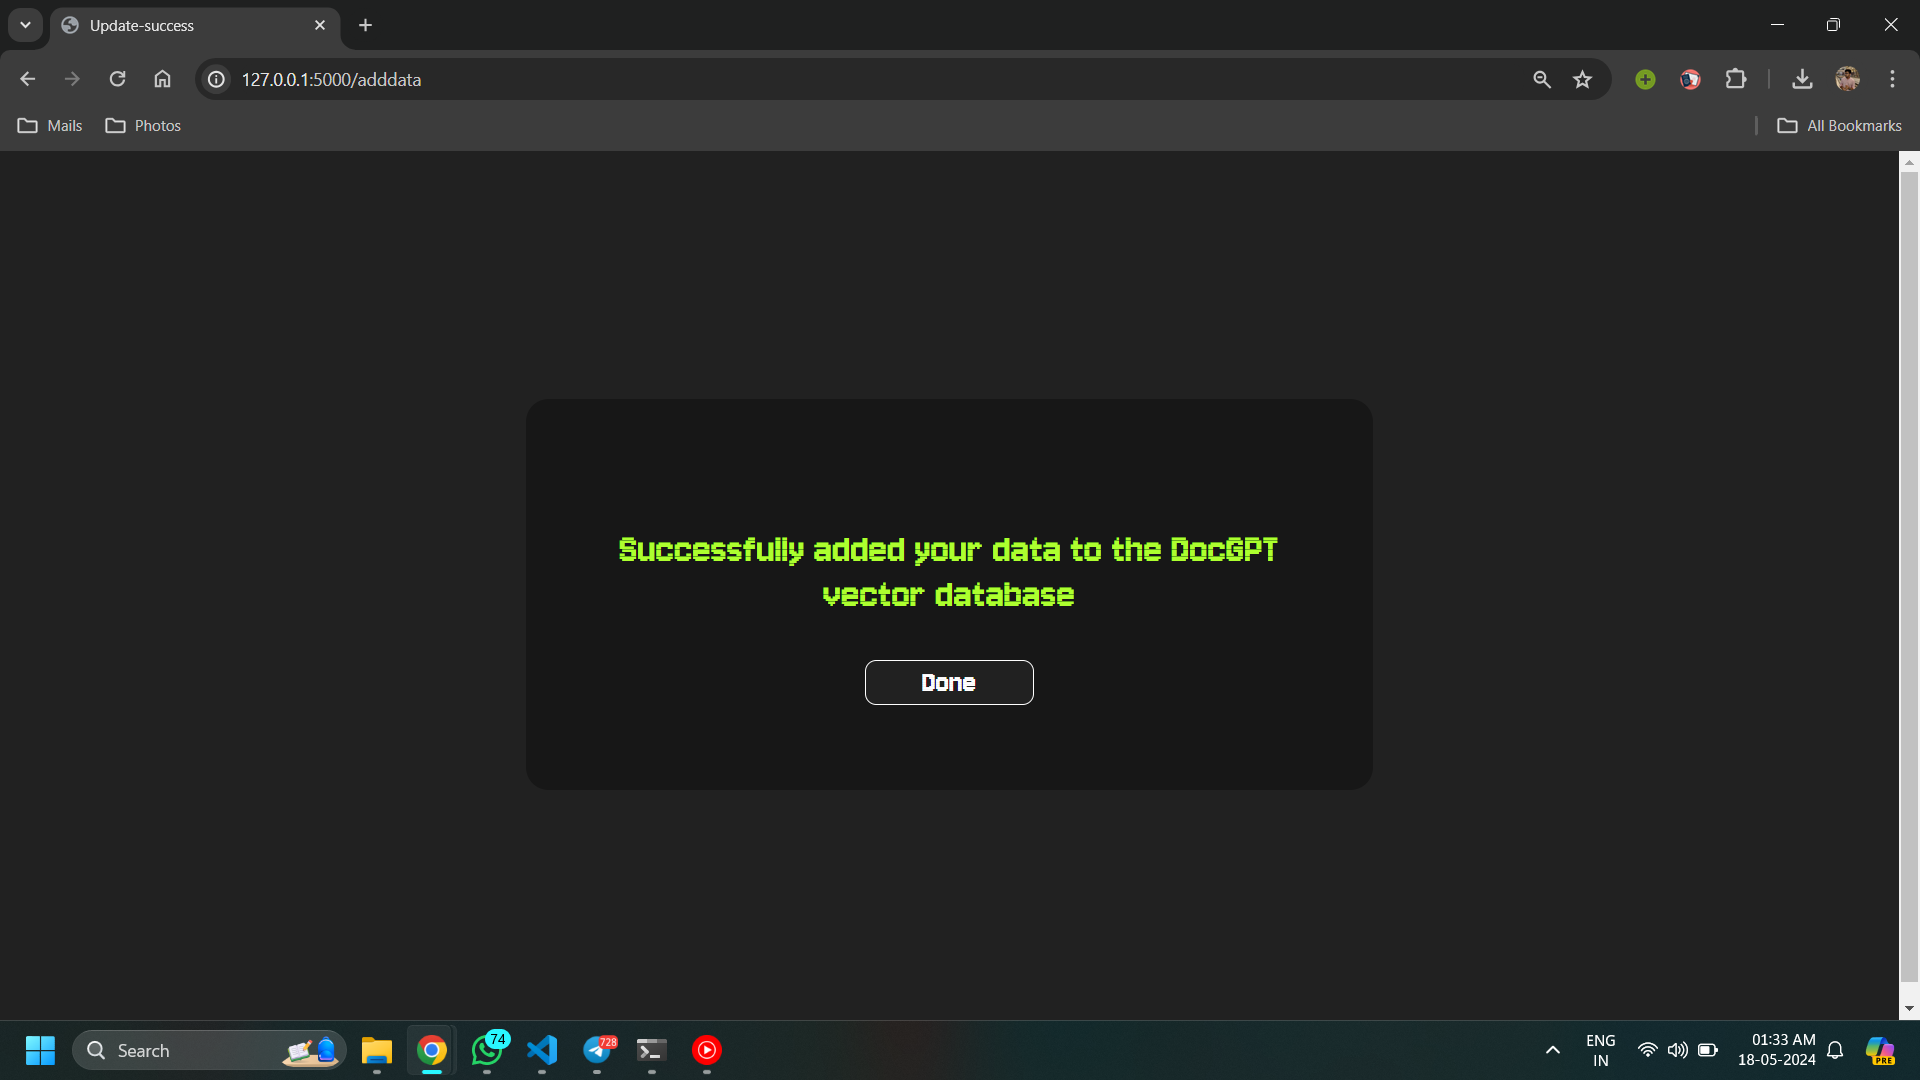 Update-success
127.0.0.1:5000/adddata
Mails
Photos
All Bookmarks
Successfully added your data to the DocGPT
vector database
Done
Search
74
728
ENG
IN
01:33 AM
18-05-2024
PRE